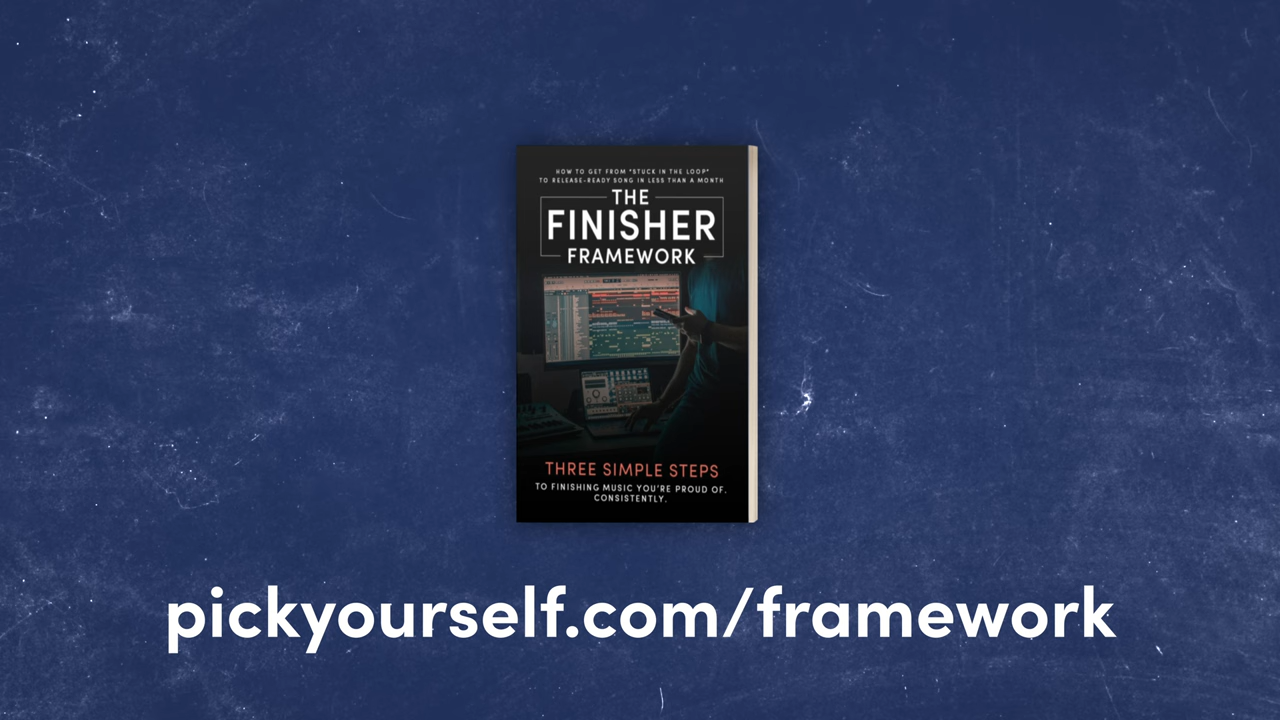 HOW TO GET FROM "STUCK IN THE LOOP"
TO RELEASE-READY SONG IN LESS THAN A MONTH
THE
FINISHER
FRAMEWORK
THREE SIMPLE STEPS
TO FINISHING MUSIC YOU'RE PROUD OF.
CONSISTENTLY.
pickyourself.com/framework